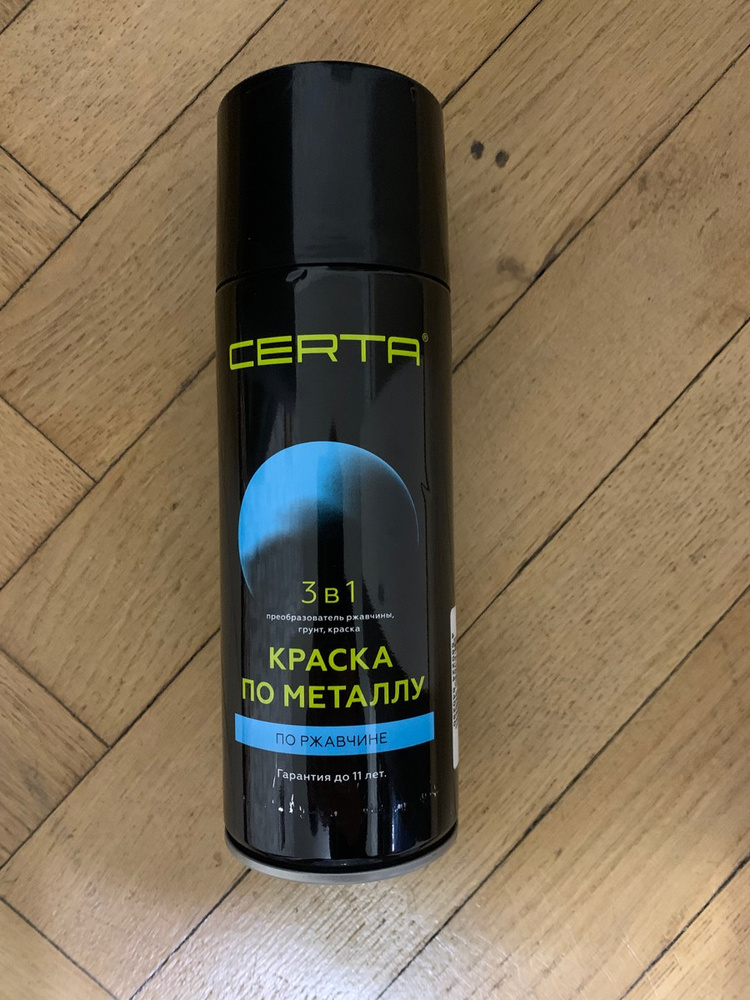 CERTA®
3 в 1
преобразователь ржавчины,
грунт, краска
КРАСКА
ПО МЕТАЛЛУ
ПО РЖАВЧИНЕ
Гарантия до 11 лет.